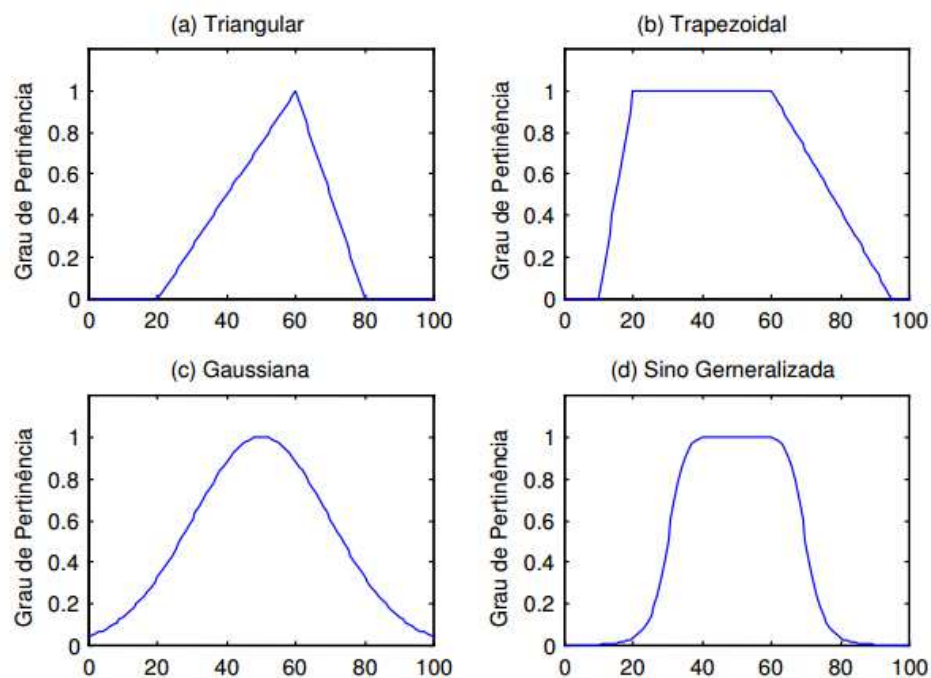 (a) Triangular
Grau de Pertinência
1
0.8
0.6
0.4
0.2
0
0 20 40 60 80 100
(b) Trapezoidal
Grau de Pertinência
1
0.8
0.6
0.4
0.2
0
0 20 40 60 80 100
(c) Gaussiana
Grau de Pertinência
1
0.8
0.6
0.4
0.2
0
0 20 40 60 80 100
(d) Sino Gerneralizada
Grau de Pertinência
1
0.8
0.6
0.4
0.2
0
0 20 40 60 80 100